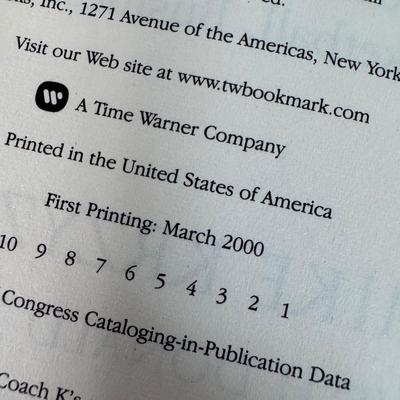 Inc., 1271 Avenue of the Americas, New York
Visit our Web site at www.twbookmark.com
A Time Warner Company
Printed in the United States of America
First Printing: March 2000
10 9 8 7 6 5 4 3 2 1
Congress Cataloging-in-Publication Data
Coach K's